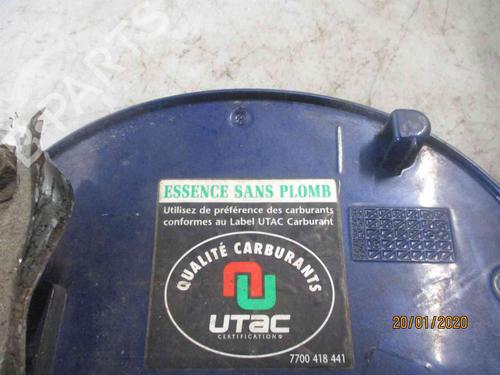 B-PARTS
ESSENCE SANS PLOMB
Utilisez de préférence des carburants
conformes au Label UTAC Carburant
QUALITÉ CARBURANTS
UTAC
CERTIFICATION
7700 418 441
20/01/2020